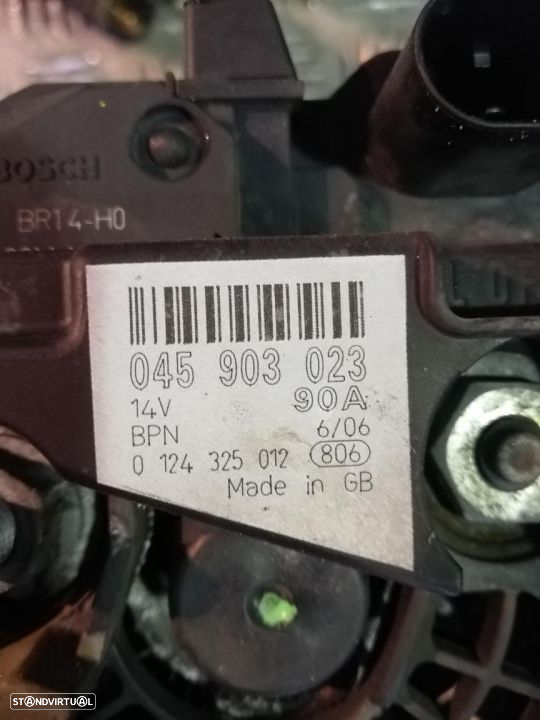 BOSCH
BR14-H0
045 903 023
14V 90A
BPN 6/06
0 124 325 012 806
Made in GB
STANDVIRTUAL